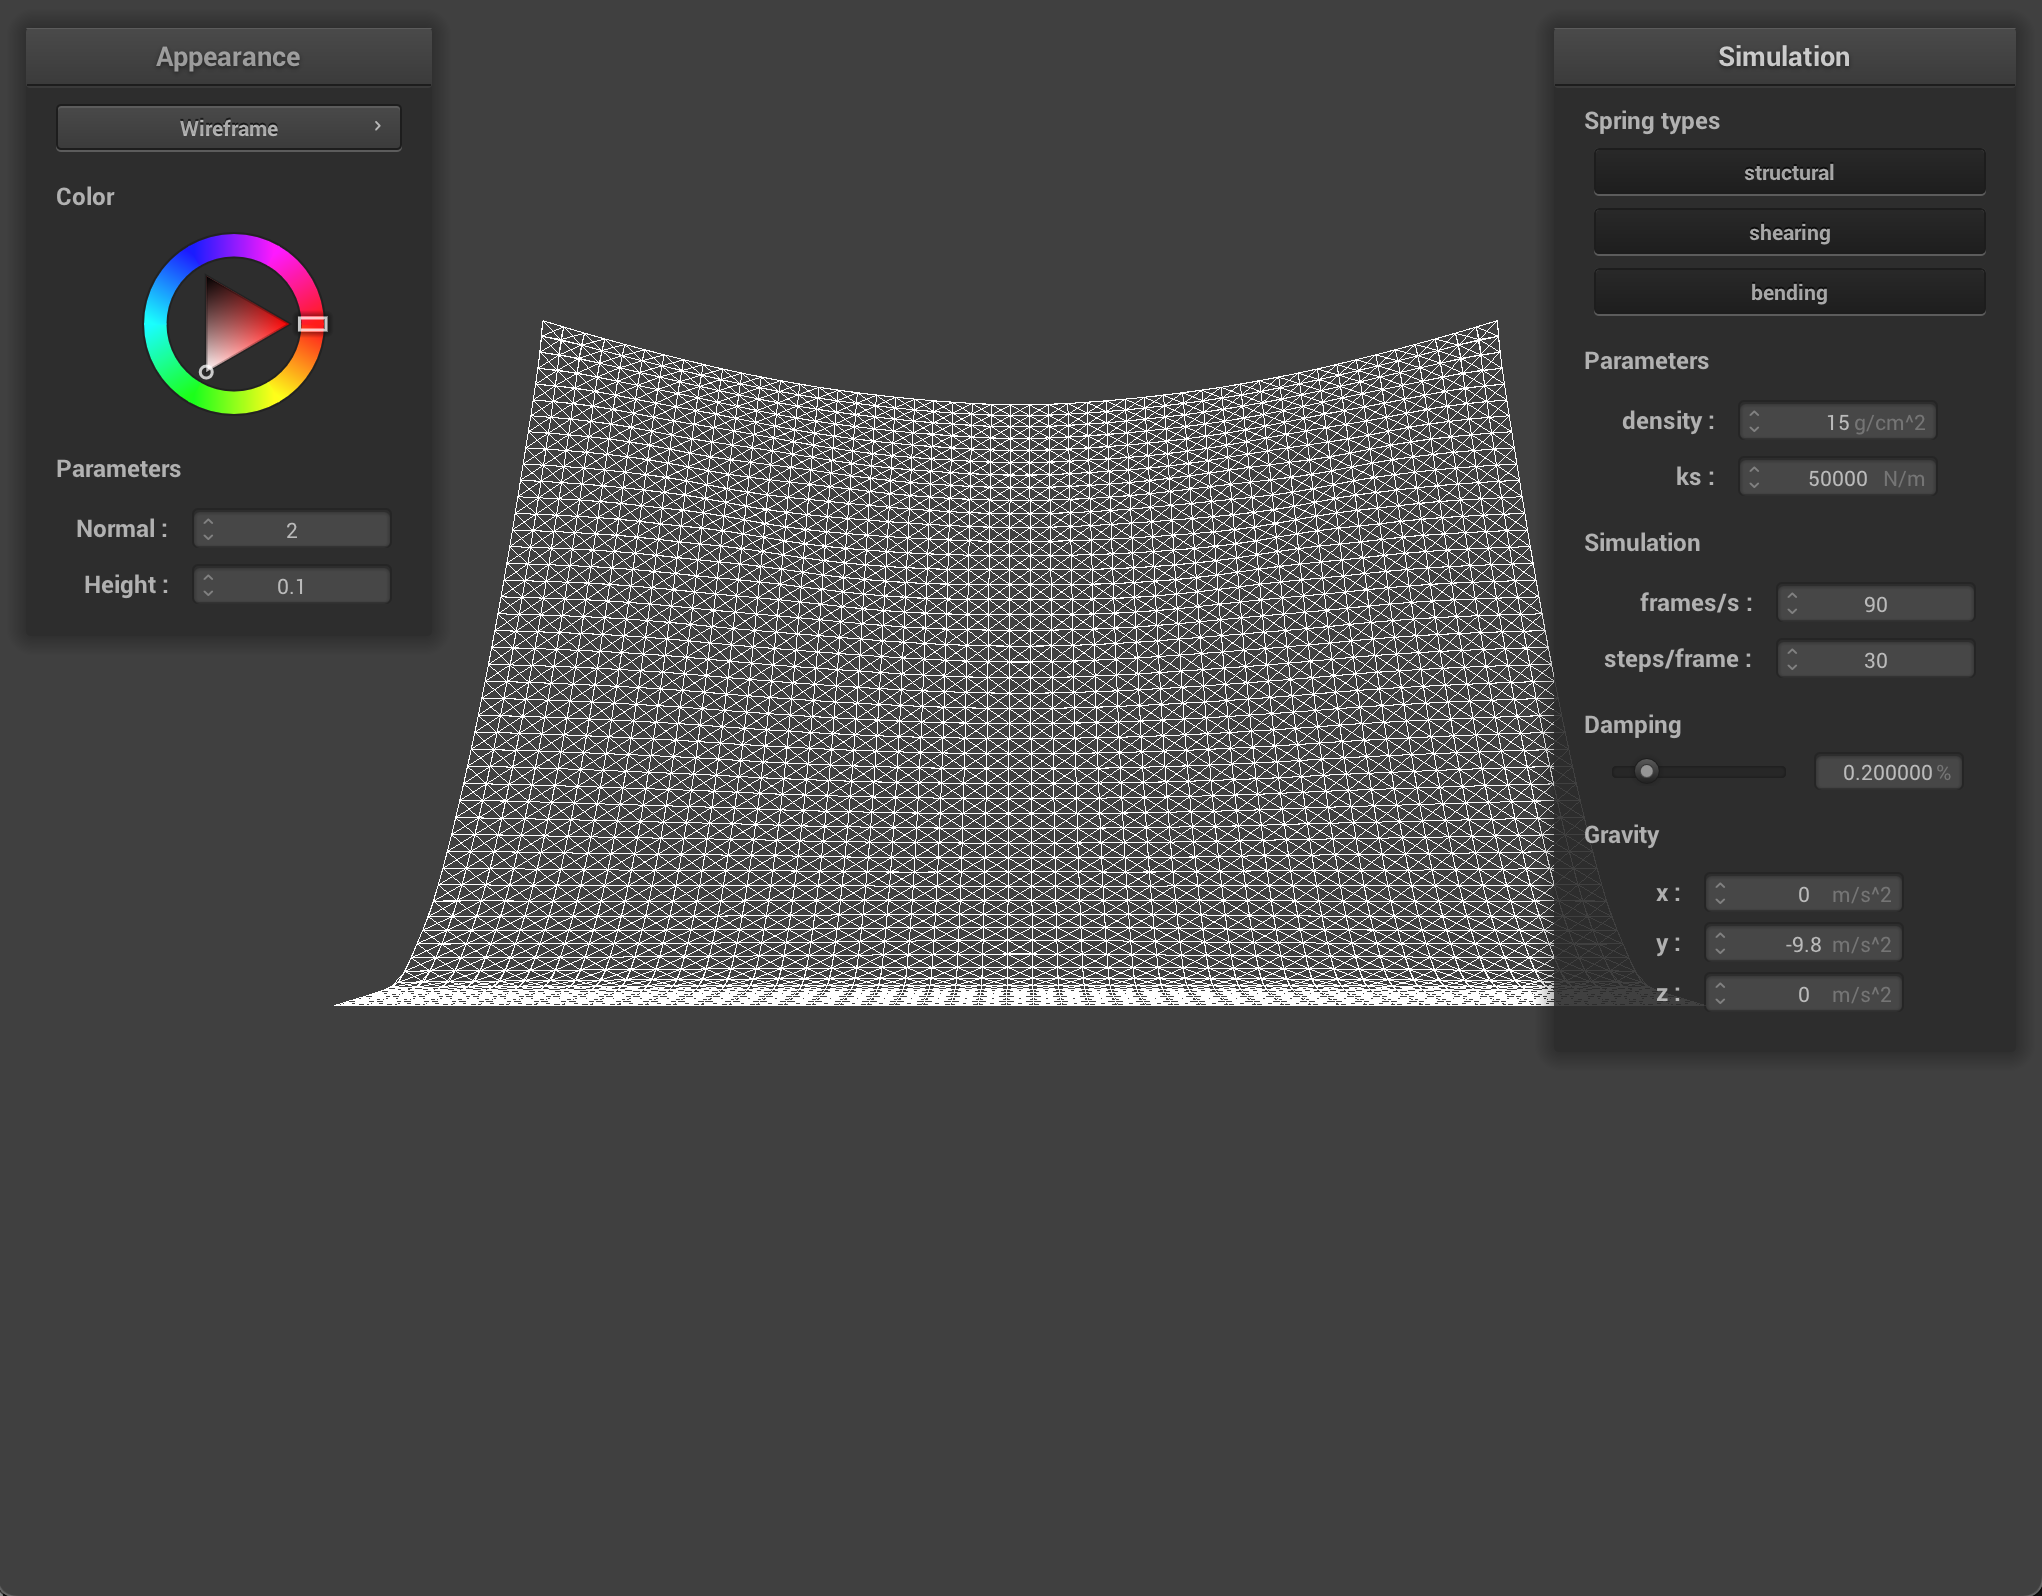 Appearance
Wireframe
Color
Parameters
Normal : 2
Height : 0.1
Simulation
Spring types
structural
shearing
bending
Parameters
density : 15 g/cm^2
ks : 50000 N/m
Simulation
frames/s : 90
steps/frame : 30
Damping
0.200000 %
Gravity
x : 0 m/s^2
y : -9.8 m/s^2
z : 0 m/s^2